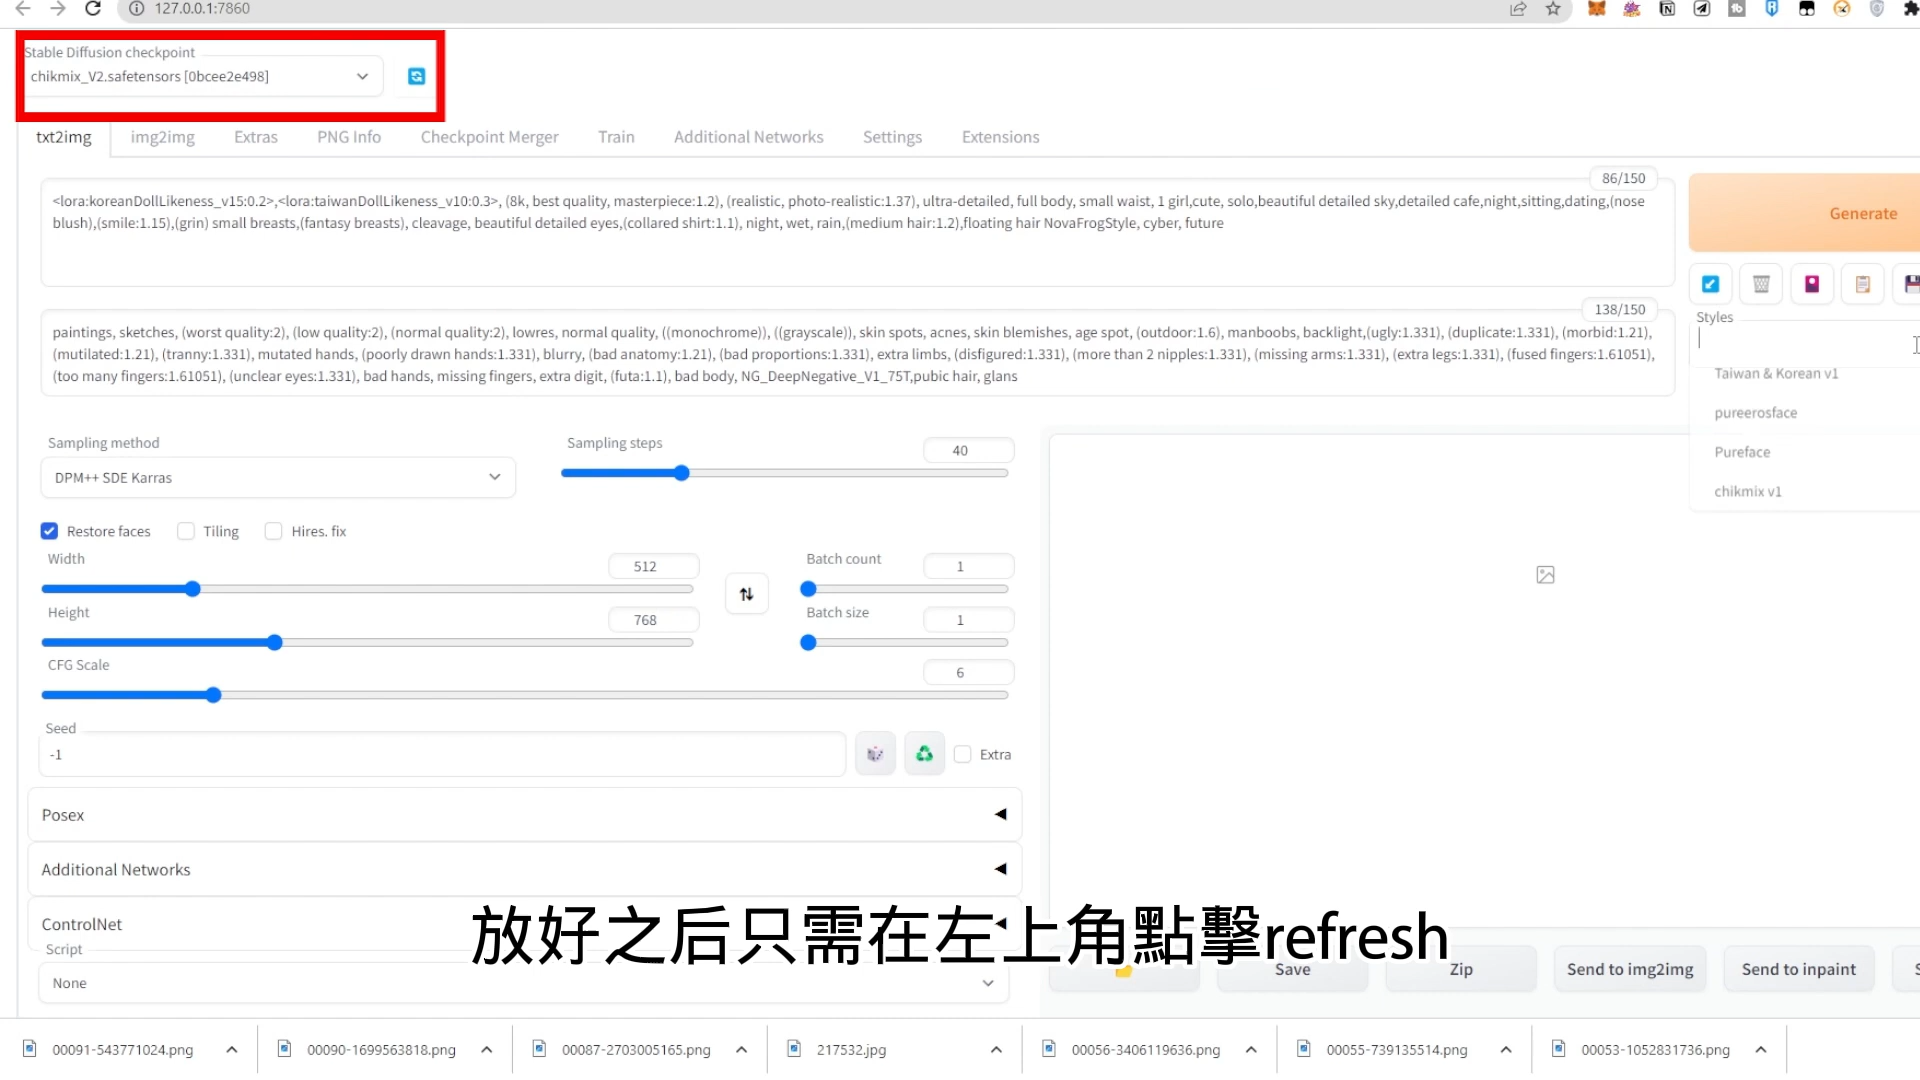 127.0.0.1:7860
Stable Diffusion checkpoint
chikmix_V2.safetensors [0bcee2e498]
txt2img img2img Extras PNG Info Checkpoint Merger Train Additional Networks Settings Extensions
86/150
<lora:koreanDollLikeness_v15:0.2>,<lora:taiwanDollLikeness_v10:0.3>, (8k, best quality, masterpiece:1.2), (realistic, photo-realistic:1.37), ultra-detailed, full body, small waist, 1 girl,cute, solo,beautiful detailed sky,detailed cafe,night,sitting,dating,(nose
blush),(smile:1.15),(grin) small breasts,(fantasy breasts), cleavage, beautiful detailed eyes,(collared shirt:1.1), night, wet, rain,(medium hair:1.2),floating hair NovaFrogStyle, cyber, future
Generate
138/150
paintings, sketches, (worst quality:2), (low quality:2), (normal quality:2), lowres, normal quality, ((monochrome)), ((grayscale)), skin spots, acnes, skin blemishes, age spot, (outdoor:1.6), manboobs, backlight,(ugly:1.331), (duplicate:1.331), (morbid:1.21),
(mutilated:1.21), (tranny:1.331), mutated hands, (poorly drawn hands:1.331), blurry, (bad anatomy:1.21), (bad proportions:1.331), extra limbs, (disfigured:1.331), (more than 2 nipples:1.331), (missing arms:1.331), (extra legs:1.331), (fused fingers:1.61051),
(too many fingers:1.61051), (unclear eyes:1.331), bad hands, missing fingers, extra digit, (futa:1.1), bad body, NG_DeepNegative_V1_75T,pubic hair, glans
Styles
Taiwan & Korean v1
pureerosface
Pureface
chikmix v1
Sampling method
DPM++ SDE Karras
Sampling steps
40
Restore faces Tiling Hires. fix
Width
512
Batch count
1
Height
768
Batch size
1
CFG Scale
6
Seed
-1
Extra
Posex
Additional Networks
ControlNet
Script
None
放好之后只需在左上角點擊refresh
Save Zip Send to img2img Send to inpaint
00091-543771024.png 00090-1699563818.png 00087-2703005165.png 217532.jpg 00056-3406119636.png 00055-739135514.png 00053-1052831736.png